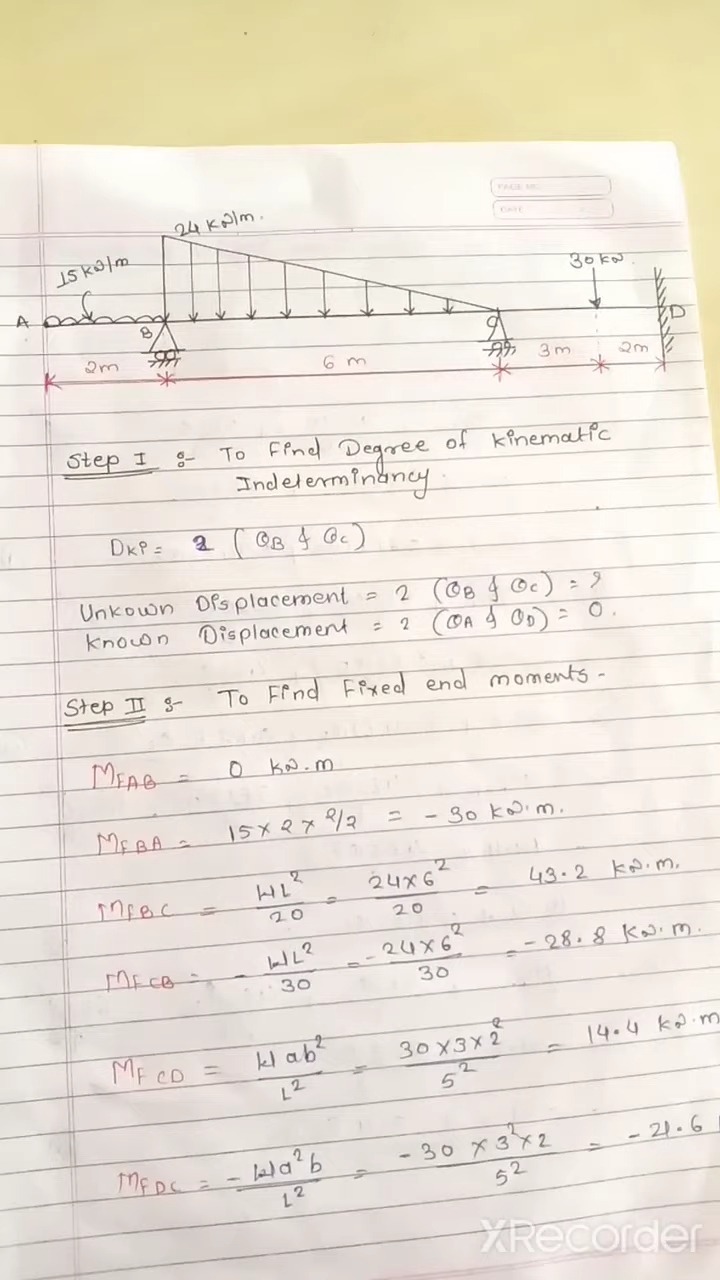 PAGE NO.
DATE
24 kN/m.
15 kN/m
30 kN.
A
B
C
D
2m
6 m
3m
2m
Step I :- To Find Degree of Kinematic
Indeterminancy.
Dki = 2 ( θB & θC )
Unkown Displacement = 2 (θB & θC) = ?
Known Displacement = 2 (θA & θD) = 0.
Step II :- To Find Fixed end moments -
MFAB = 0 kN.m
MFBA = 15 × 2 × 2/2 = - 30 kN.m.
MFBC = WL²/20 = 24×6²/20 = 43.2 kN.m.
MFCB = - WL²/30 = - 24×6²/30 = - 28.8 kN.m.
MFCD = Wab²/L² = 30×3×2²/5² = 14.4 kN.m
MFDC = - Wa²b/L² = - 30 × 3² × 2/5² = - 21.6
XRecorder